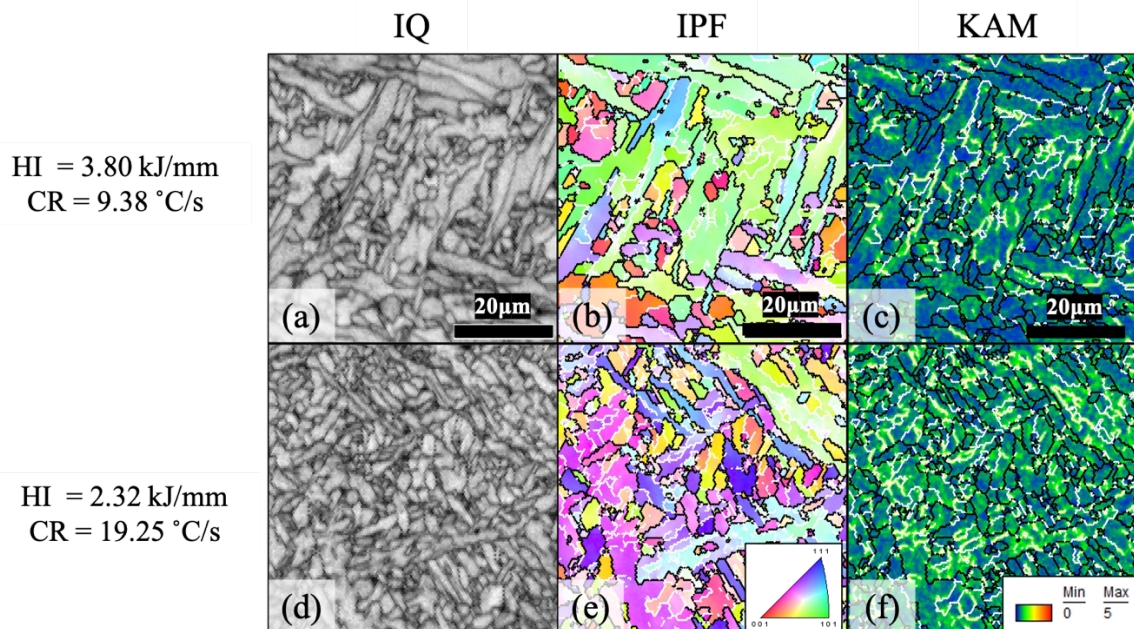 IQ IPF KAM
HI = 3.80 kJ/mm
CR = 9.38 ˚C/s
20μm 20μm 20μm
(a) (b) (c)
HI = 2.32 kJ/mm
CR = 19.25 ˚C/s
111
Min Max
0 5
001 101
(d) (e) (f)